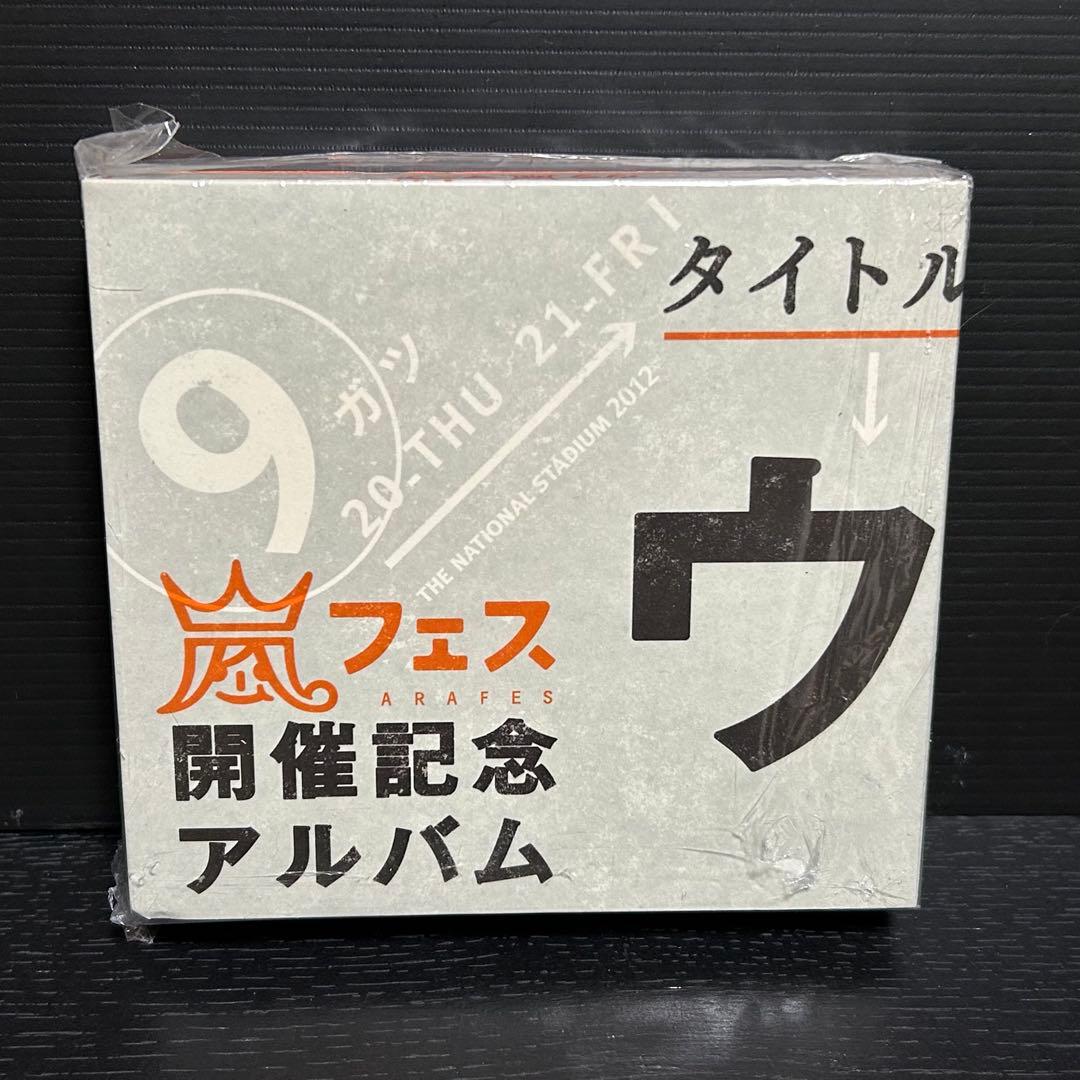 タイトル
ウ
9
ガツ
20-THU 21-FRI
THE NATIONAL STADIUM 2012
嵐フェス
ARAFES
開催記念
アルバム